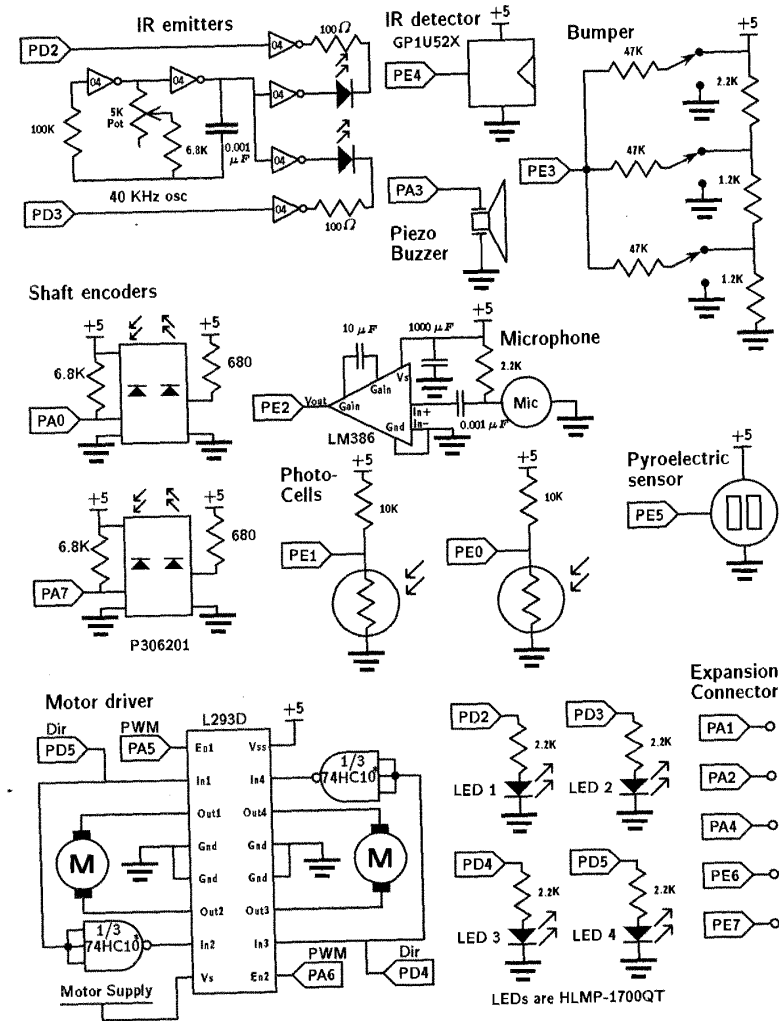 IR emitters
PD2
04
100Ω
04
04
04
5K
Pot
100K
6.8K
0.001
μF
04
40 KHz osc
PD3
04
100Ω
IR detector
GP1U52X
+5
PE4
PA3
Piezo
Buzzer
Bumper
+5
47K
2.2K
PE3
47K
1.2K
47K
1.2K
Shaft encoders
+5
+5
6.8K
680
PA0
+5
+5
6.8K
680
PA7
P306201
10 μF
1000 μF
+5
Microphone
2.2K
Vs
Gain
PE2
Vout
Gain
In+
In-
Gnd
LM386
0.001 μF
Mic
Photo-
Cells
+5
10K
PE1
+5
10K
PE0
Pyroelectric
sensor
+5
PE5
Motor driver
Dir
PD5
PWM
PA5
L293D
+5
En1
Vss
In1
In4
1/3
74HC10*
Out1
Out4
M
Gnd
Gnd
M
Gnd
Gnd
Out2
Out3
1/3
74HC10*
In2
In3
Vs
En2
PWM
PA6
Dir
PD4
Motor Supply
PD2
2.2K
LED 1
PD3
2.2K
LED 2
PD4
2.2K
LED 3
PD5
2.2K
LED 4
LEDs are HLMP-1700QT
Expansion
Connector
PA1
PA2
PA4
PE6
PE7